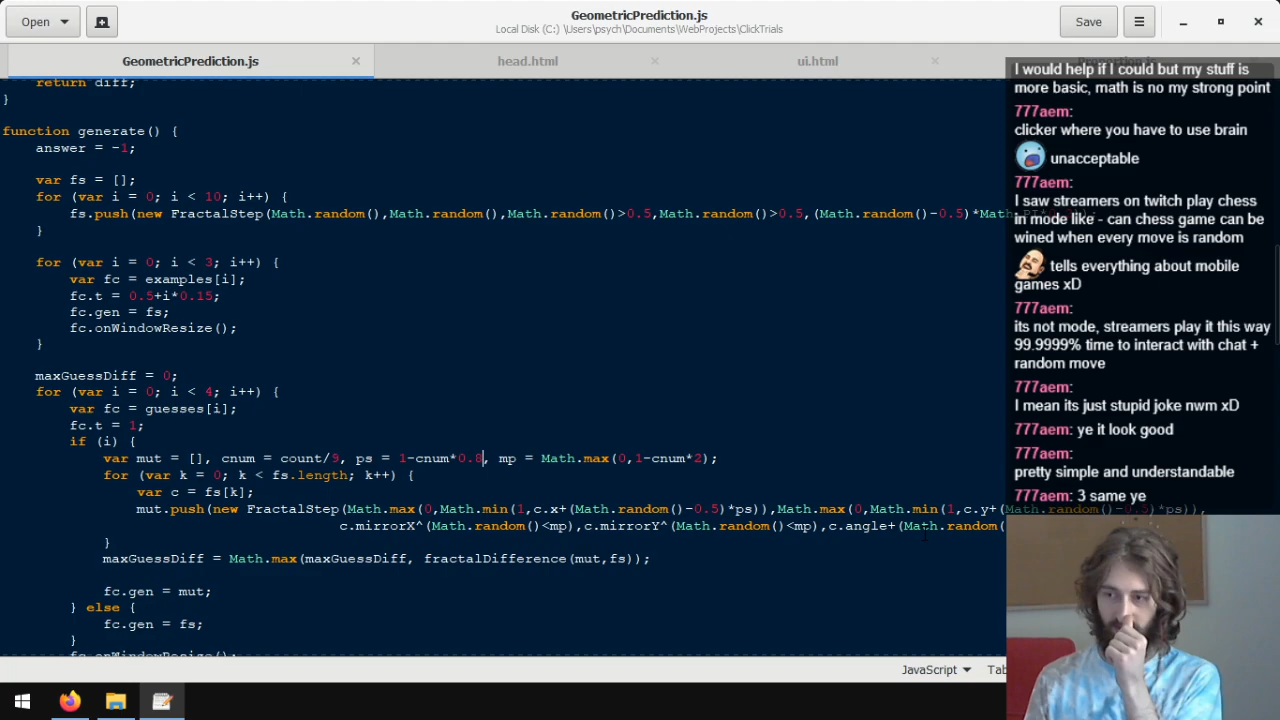 Open
GeometricPrediction.js
Local Disk (C:) \Users\psych\Documents\WebProjects\ClickTrials
Save
GeometricPrediction.js
head.html
ui.html
return diff;
}
function generate() {
answer = -1;
var fs = [];
for (var i = 0; i < 10; i++) {
fs.push(new FractalStep(Math.random(),Math.random(),Math.random()>0.5,Math.random()>0.5,(Math.random()-0.5)*Math.PI
}
for (var i = 0; i < 3; i++) {
var fc = examples[i];
fc.t = 0.5+i*0.15;
fc.gen = fs;
fc.onWindowResize();
}
maxGuessDiff = 0;
for (var i = 0; i < 4; i++) {
var fc = guesses[i];
fc.t = 1;
if (i) {
var mut = [], cnum = count/9, ps = 1-cnum*0.8, mp = Math.max(0,1-cnum*2);
for (var k = 0; k < fs.length; k++) {
var c = fs[k];
mut.push(new FractalStep(Math.max(0,Math.min(1,c.x+(Math.random()-0.5)*ps)),Math.max(0,Math.min(1,c.y+(Math.random()-0.5)*ps)),
c.mirrorX^(Math.random()<mp),c.mirrorY^(Math.random()<mp),c.angle+(Math.random(
}
maxGuessDiff = Math.max(maxGuessDiff, fractalDifference(mut,fs));
fc.gen = mut;
} else {
fc.gen = fs;
}
fc.onWindowResize();
JavaScript
Tab
I would help if I could but my stuff is
more basic, math is no my strong point
777aem:
clicker where you have to use brain
unacceptable
777aem:
I saw streamers on twitch play chess
in mode like - can chess game can be
wined when every move is random
tells everything about mobile
games xD
777aem:
its not mode, streamers play it this way
99.9999% time to interact with chat +
random move
777aem:
I mean its just stupid joke nwm xD
777aem: ye it look good
777aem:
pretty simple and understandable
777aem: 3 same ye